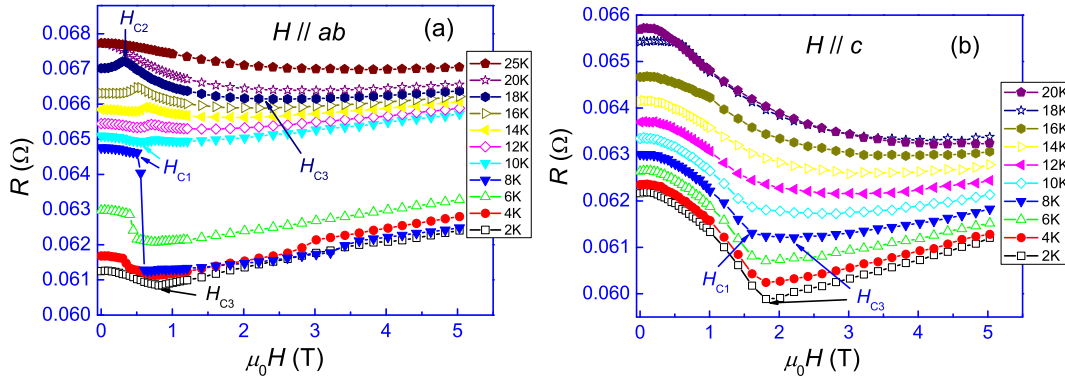 H // ab
(a)
H_C2
0.068
0.067
0.066
0.065
0.064
0.063
0.062
0.061
0.060
R (Ω)
H_C3
H_C1
H_C3
25K
20K
18K
16K
14K
12K
10K
8K
6K
4K
2K
0
1
2
3
4
5
μ₀H (T)
H // c
(b)
0.066
0.065
0.064
0.063
0.062
0.061
0.060
R (Ω)
H_C1
H_C3
20K
18K
16K
14K
12K
10K
8K
6K
4K
2K
0
1
2
3
4
5
μ₀H (T)